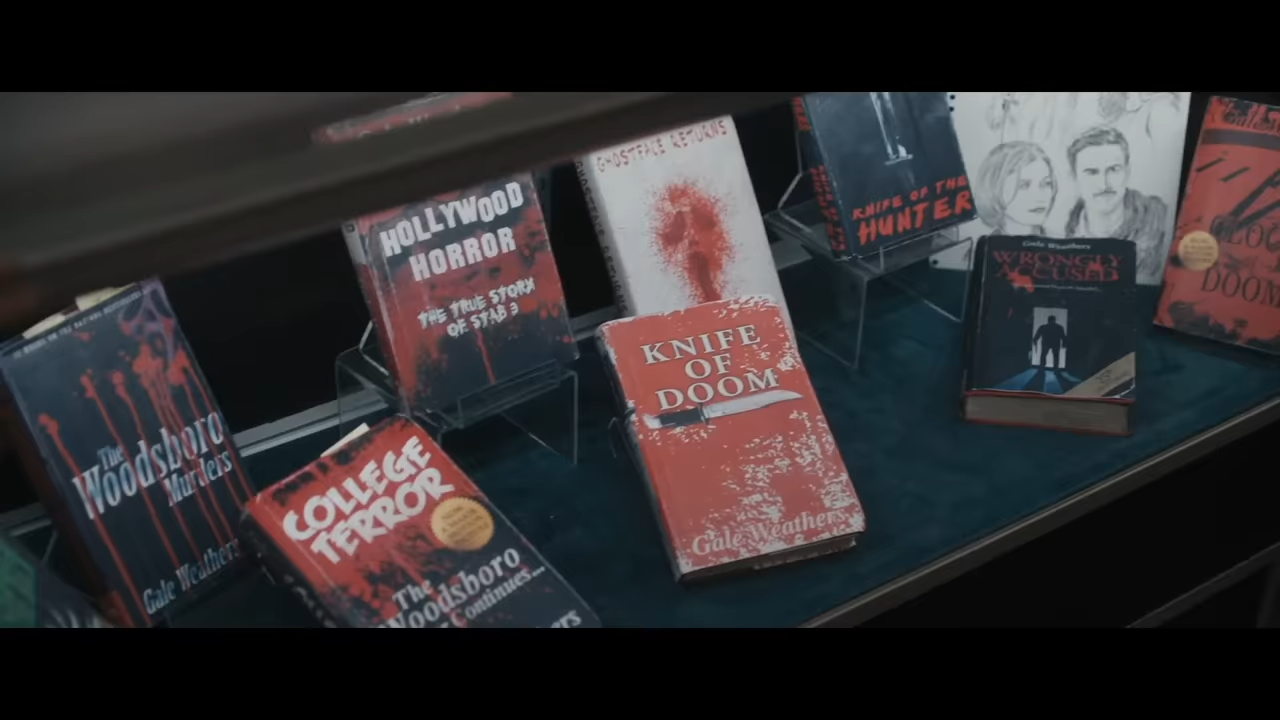 HOLLYWOOD
HORROR
THE TRUE STORY
OF STAB 3
GHOSTFACE RETURNS
KNIFE OF THE
HUNTER
Gale Weathers
WRONGLY
ACCUSED
DOOM
The
Woodsboro
Murders
Gale Weathers
COLLEGE
TERROR
The
Woodsboro
Continues...
KNIFE
OF
DOOM
Gale Weathers